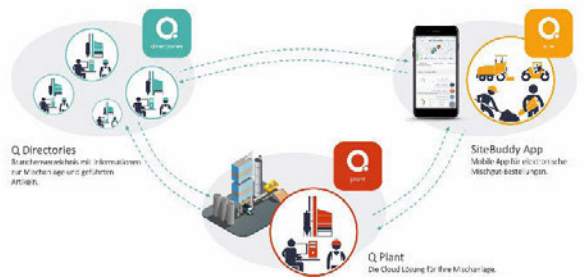 Q
directories
Q
Q Directories
Branchenverzeichnis mit Informationen
zur Mischanlage und geführten
Artikeln.
SiteBuddy App
Mobile App für elektronische
Mischgut-Bestellungen.
Q
plant
Q Plant
Die Cloud Lösung für Ihre Mischanlage.